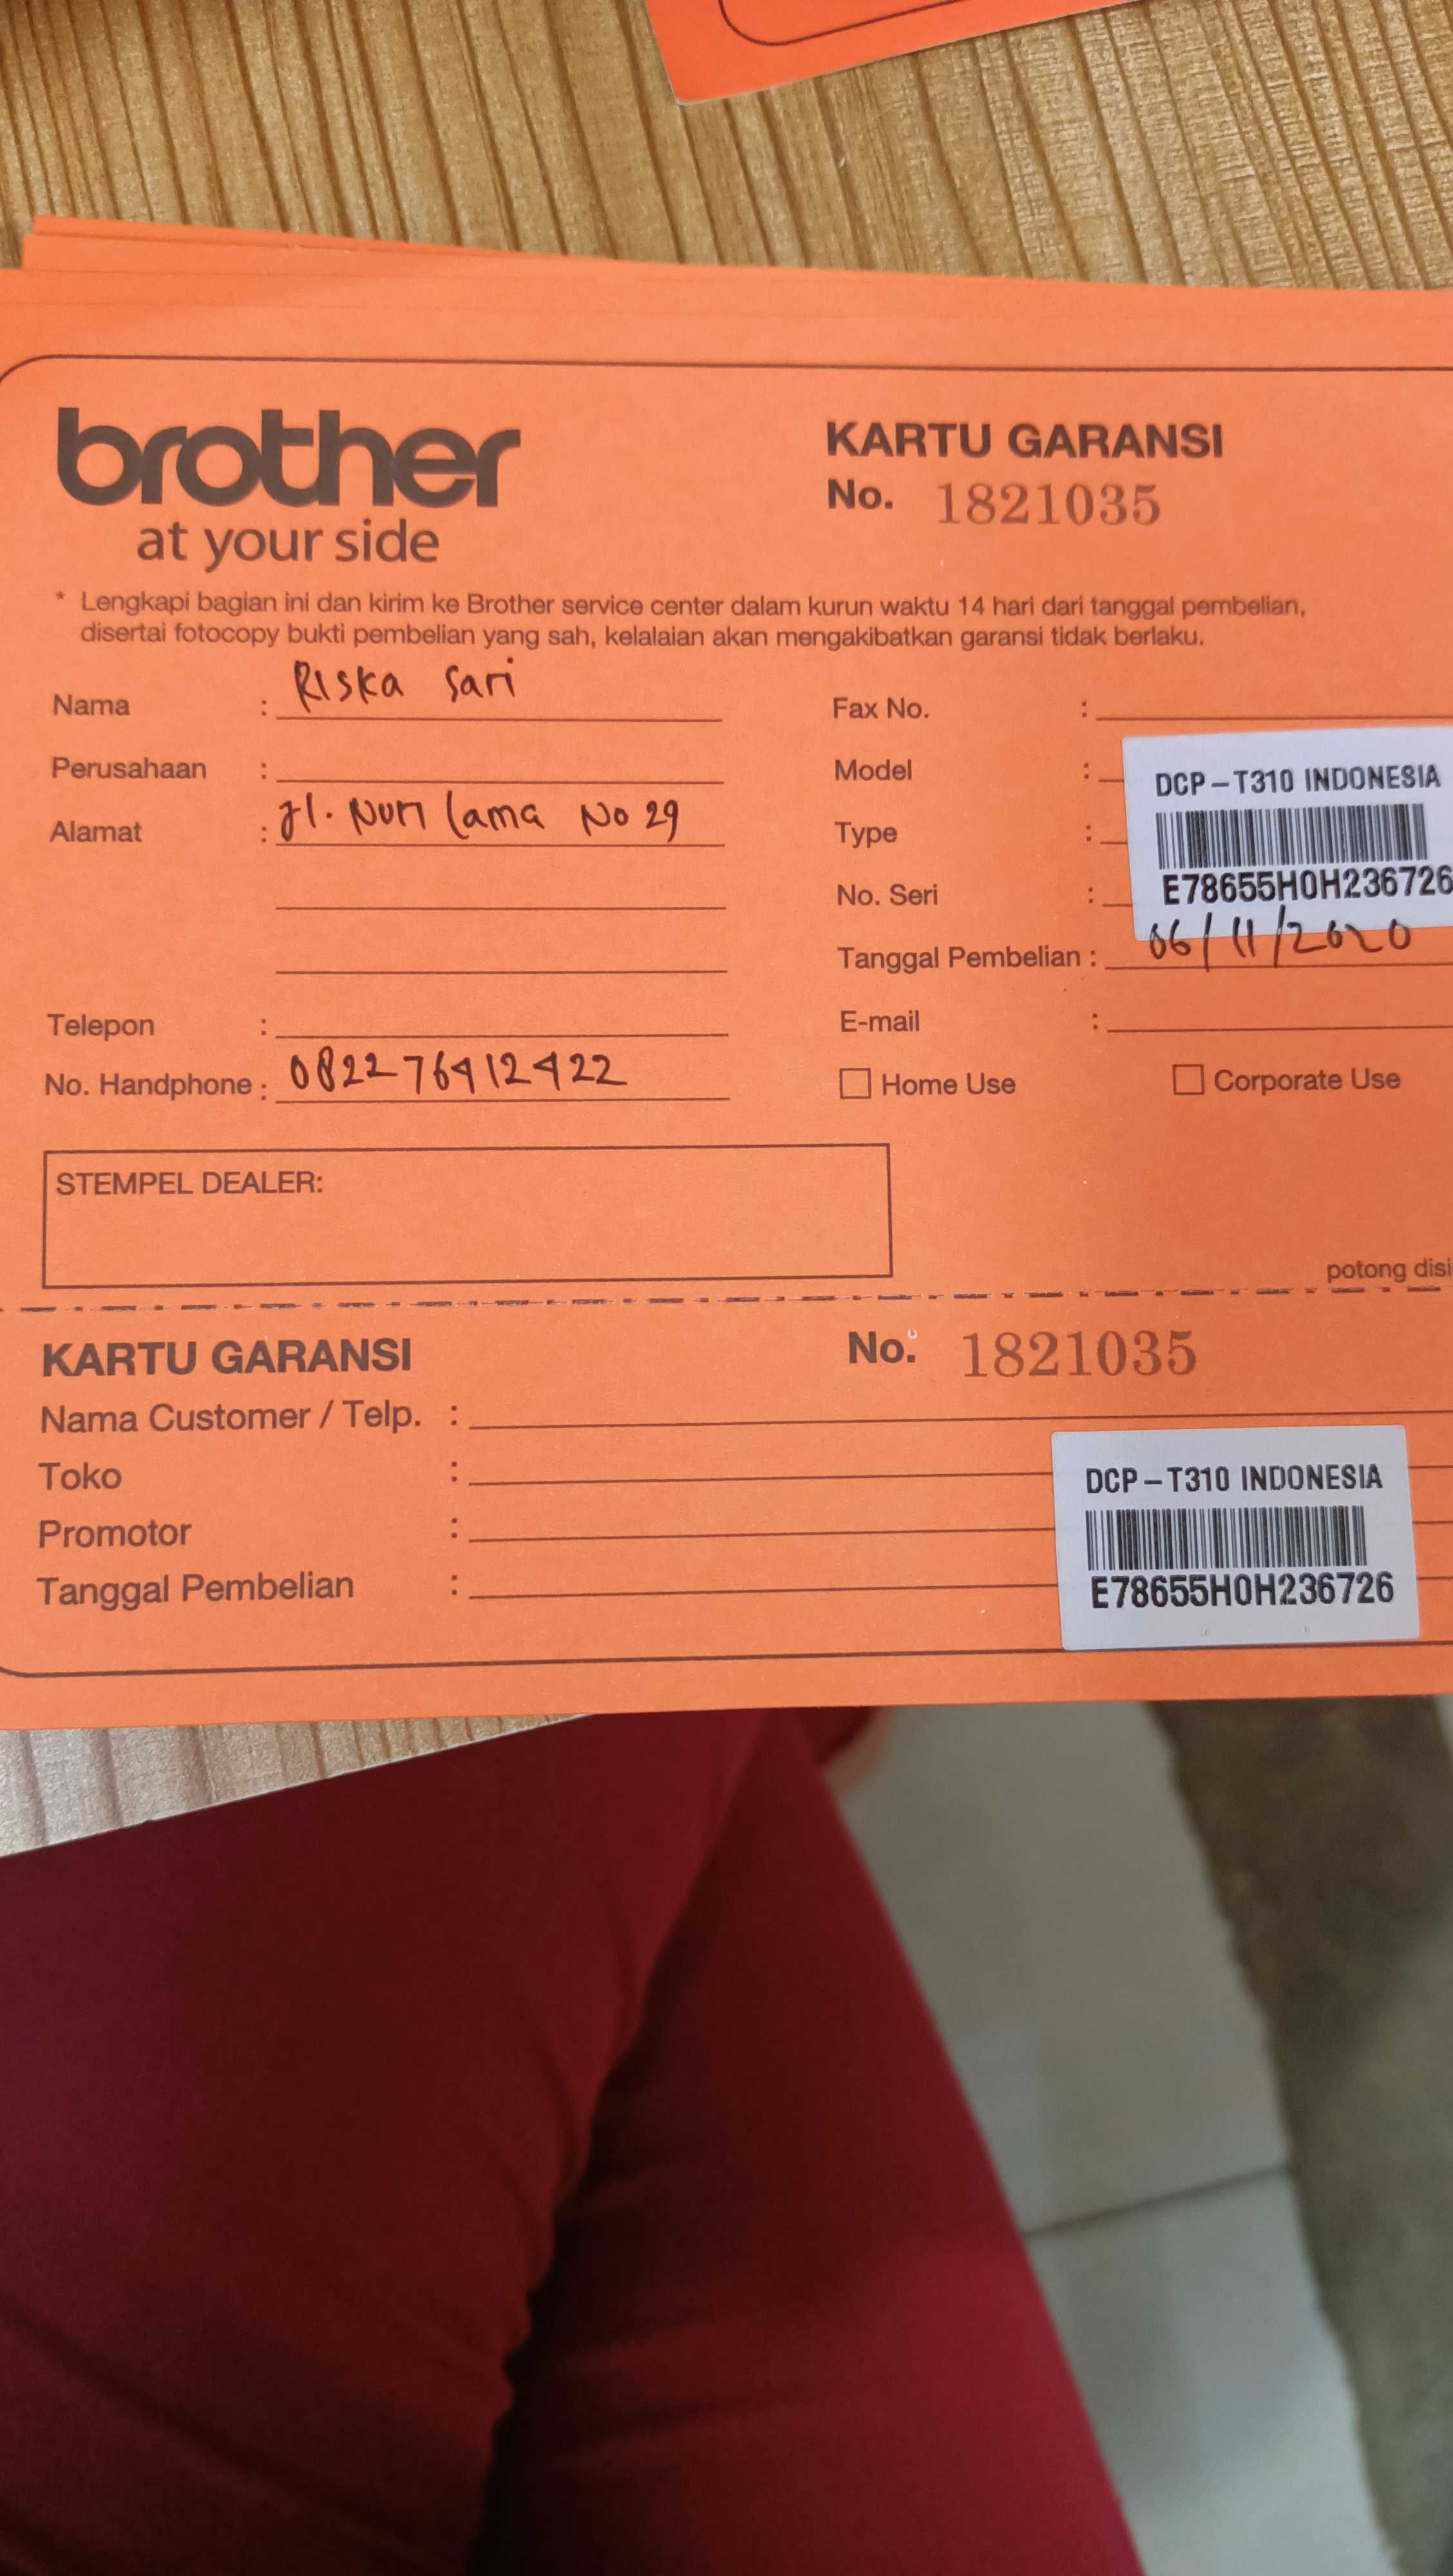 brother
at your side
KARTU GARANSI
No. 1821035
* Lengkapi bagian ini dan kirim ke Brother service center dalam kurun waktu 14 hari dari tanggal pembelian,
disertai fotocopy bukti pembelian yang sah, kelalaian akan mengakibatkan garansi tidak berlaku.
Nama : Riska Sari
Perusahaan :
Alamat : Jl. Nuri Lama No 29
Telepon :
No. Handphone : 082276412422
Fax No. :
Model :
Type :
No. Seri :
DCP-T310 INDONESIA
E78655H0H236726
Tanggal Pembelian : 06/11/2020
E-mail :
Home Use
Corporate Use
STEMPEL DEALER:
potong disi
KARTU GARANSI
No. 1821035
Nama Customer / Telp. :
Toko :
Promotor :
Tanggal Pembelian :
DCP-T310 INDONESIA
E78655H0H236726